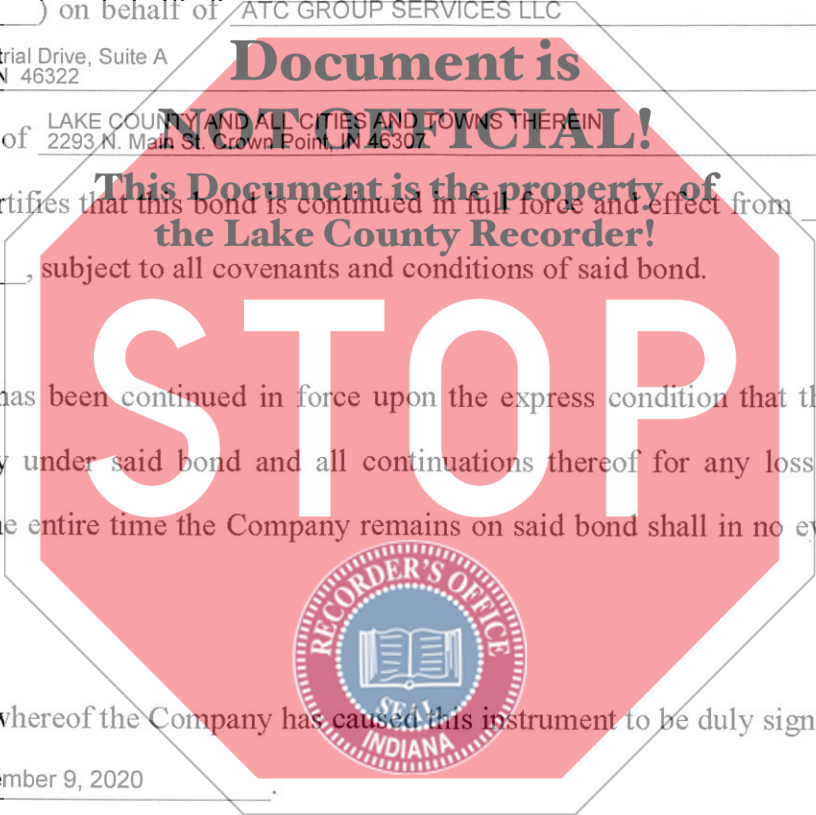 ) on behalf of ATC GROUP SERVICES LLC
trial Drive, Suite A
N 46322
Document is
NOT OFFICIAL!
of LAKE COUNTY AND ALL CITIES AND TOWNS THEREIN
2293 N. Main St. Crown Point, IN 46307
This Document is the property of
the Lake County Recorder!
rtifies that this bond is continued in full force and effect from
, subject to all covenants and conditions of said bond.
STOP
has been continued in force upon the express condition that th
y under said bond and all continuations thereof for any loss
e entire time the Company remains on said bond shall in no ev
RECORDER'S OFFICE
SEAL
INDIANA
whereof the Company has caused this instrument to be duly sign
ember 9, 2020